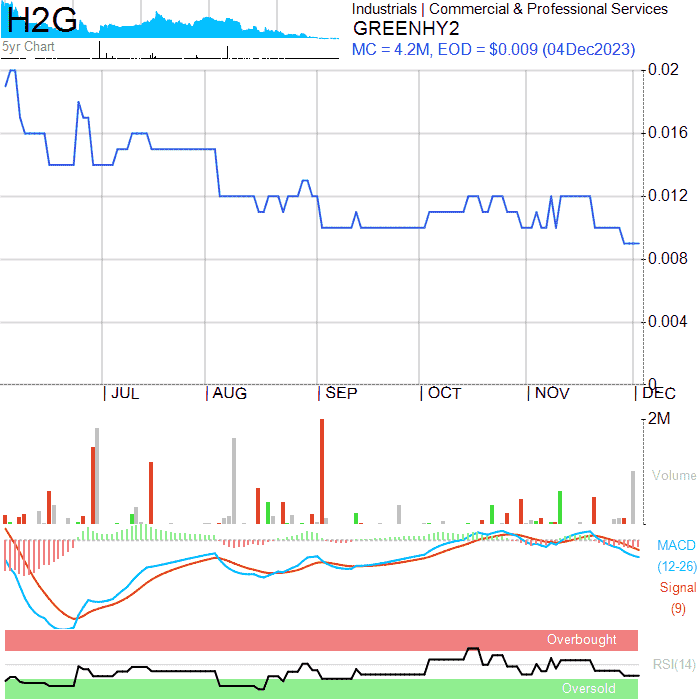 H2G
5yr Chart
Industrials | Commercial & Professional Services
GREENHY2
MC = 4.2M, EOD = $0.009 (04Dec2023)
0.02
0.016
0.012
0.008
0.004
0
JUL
AUG
SEP
OCT
NOV
DEC
2M
Volume
MACD
(12-26)
Signal
(9)
Overbought
RSI(14)
Oversold